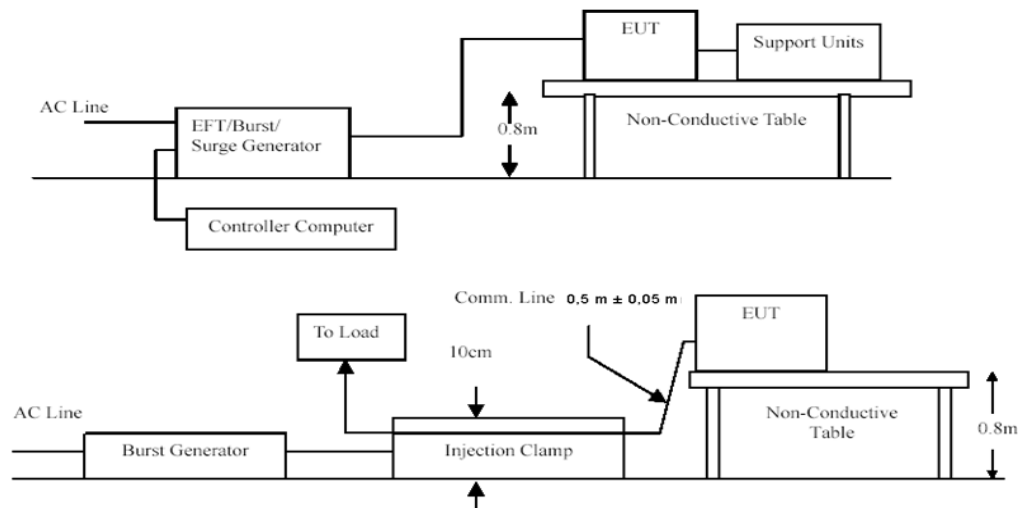 EUT
Support Units
AC Line
EFT/Burst/
Surge Generator
0.8m
Non-Conductive Table
Controller Computer
Comm. Line 0,5 m ± 0,05 m
EUT
To Load
10cm
AC Line
Burst Generator
Injection Clamp
Non-Conductive
Table
0.8m